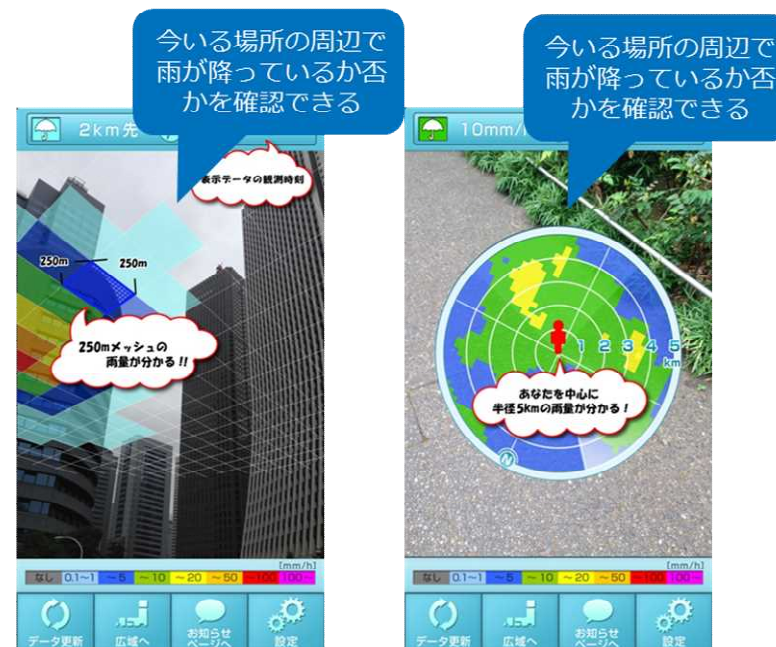 今いる場所の周辺で
雨が降っているか否
かを確認できる
2km先
表示データの観測時刻
250m
250m
250mメッシュの
雨量が分かる!!
[mm/h]
なし 0.1~1 ~5 ~10 ~20 ~50 ~100 100~
データ更新 広域へ お知らせ
ページへ 設定
今いる場所の周辺で
雨が降っているか否
かを確認できる
10mm/
1 2 3 4 5
km
あなたを中心に
半径5kmの雨量が分かる!
N
[mm/h]
なし 0.1~1 ~5 ~10 ~20 ~50 ~100 100~
データ更新 広域へ お知らせ
ページへ 設定